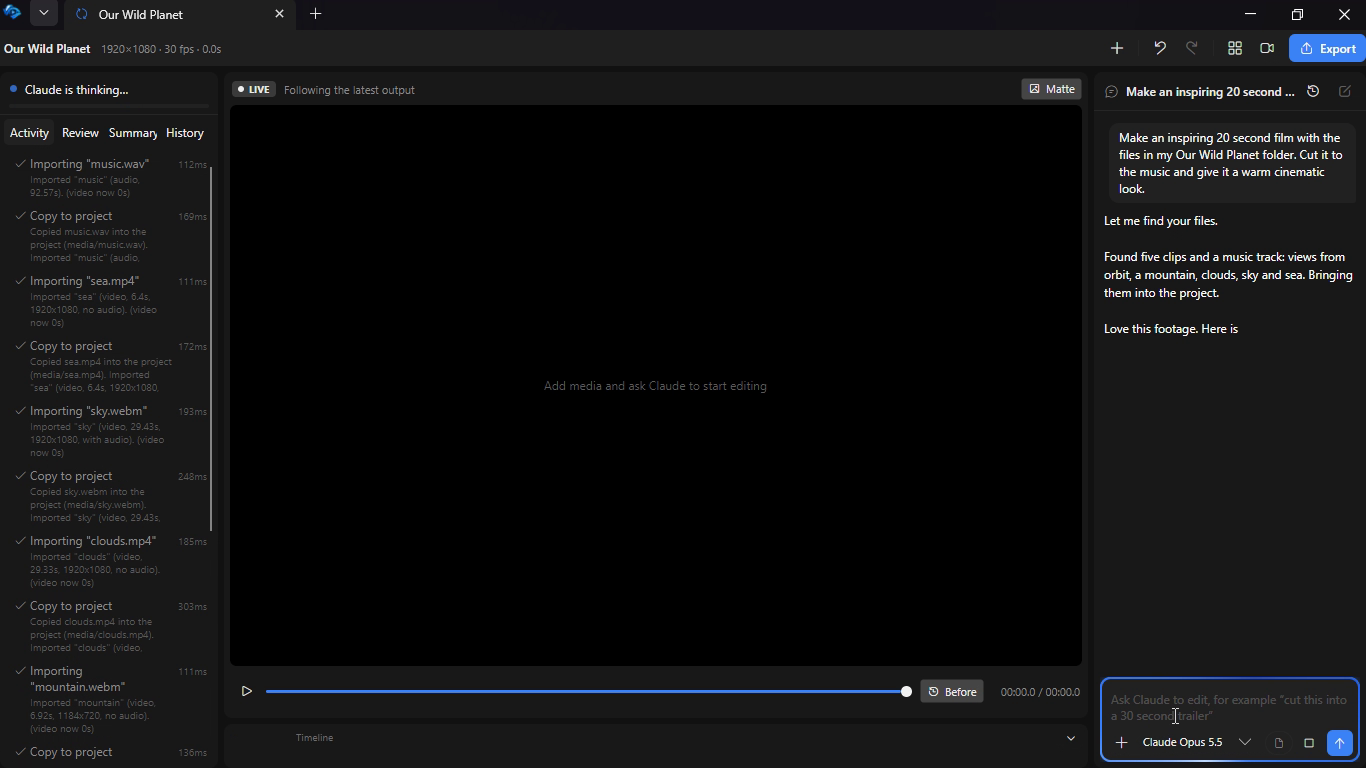 Our Wild Planet
Our Wild Planet 1920×1080 · 30 fps · 0.0s
Export
Claude is thinking...
Activity Review Summary History
Importing "music.wav" 112ms
Imported "music" (audio,
92.57s). (video now 0s)
Copy to project 169ms
Copied music.wav into the
project (media/music.wav).
Imported "music" (audio,
Importing "sea.mp4" 111ms
Imported "sea" (video, 6.4s,
1920x1080, no audio). (video
now 0s)
Copy to project 172ms
Copied sea.mp4 into the project
(media/sea.mp4). Imported
"sea" (video, 6.4s, 1920x1080,
Importing "sky.webm" 193ms
Imported "sky" (video, 29.43s,
1920x1080, with audio). (video
now 0s)
Copy to project 248ms
Copied sky.webm into the
project (media/sky.webm).
Imported "sky" (video, 29.43s,
Importing "clouds.mp4" 185ms
Imported "clouds" (video,
29.33s, 1920x1080, no audio).
(video now 0s)
Copy to project 303ms
Copied clouds.mp4 into the
project (media/clouds.mp4).
Imported "clouds" (video,
Importing 111ms
"mountain.webm"
Imported "mountain" (video,
6.92s, 1184x720, no audio).
(video now 0s)
Copy to project 136ms
LIVE Following the latest output
Matte
Add media and ask Claude to start editing
Before 00:00.0 / 00:00.0
Timeline
Make an inspiring 20 second ...
Make an inspiring 20 second film with the
files in my Our Wild Planet folder. Cut it to
the music and give it a warm cinematic
look.
Let me find your files.
Found five clips and a music track: views from
orbit, a mountain, clouds, sky and sea. Bringing
them into the project.
Love this footage. Here is
Ask Claude to edit, for example "cut this into
a 30 second trailer"
Claude Opus 5.5